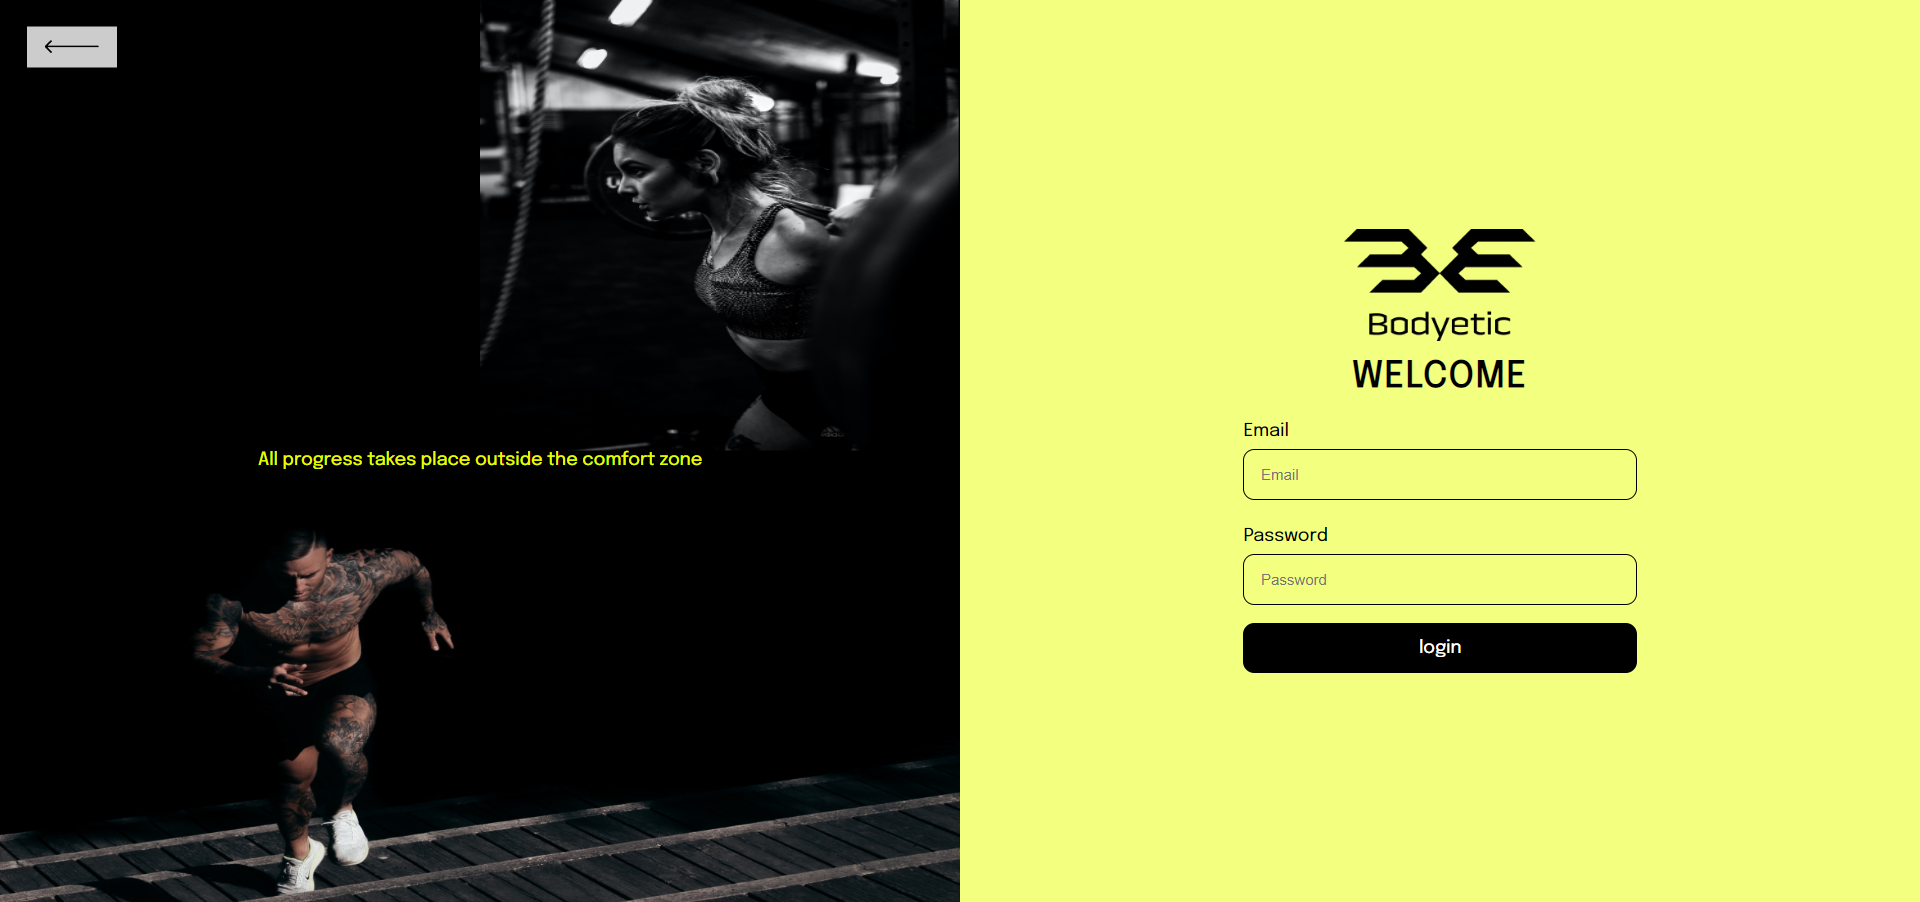 All progress takes place outside the comfort zone
Bodyetic
WELCOME
Email
Email
Password
Password
login